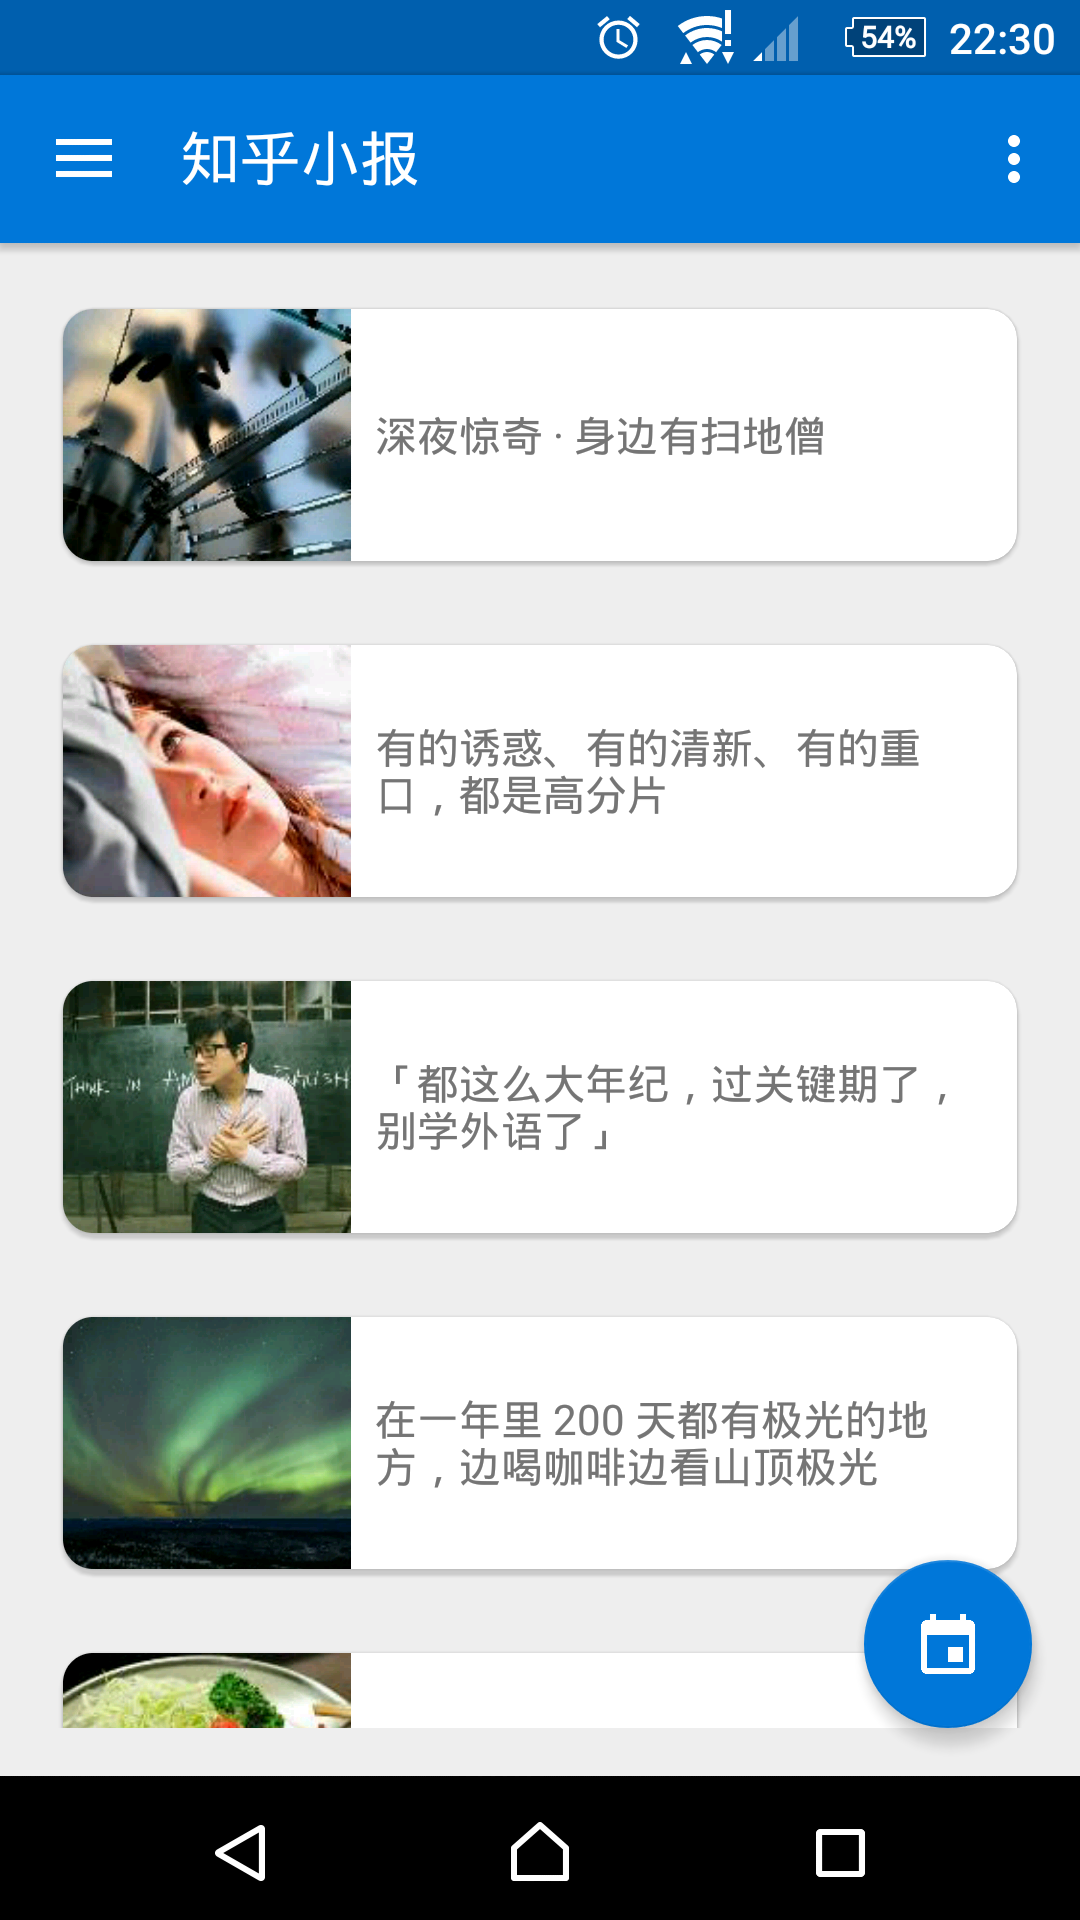 54% 22:30
知乎小报
深夜惊奇 · 身边有扫地僧
有的诱惑、有的清新、有的重
口，都是高分片
THINK IN
「都这么大年纪，过关键期了，
别学外语了」
在一年里 200 天都有极光的地
方，边喝咖啡边看山顶极光